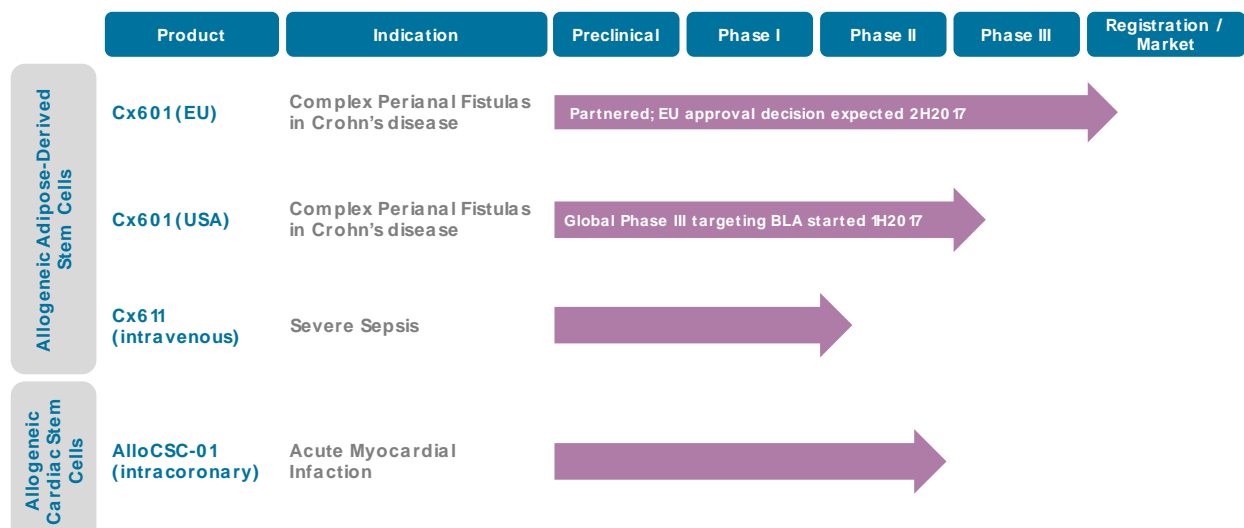 Product
Indication
Preclinical
Phase I
Phase II
Phase III
Registration /
Market
Allogeneic Adipose-Derived
Stem Cells
Cx601 (EU)
Complex Perianal Fistulas
in Crohn's disease
Partnered; EU approval decision expected 2H2017
Cx601 (USA)
Complex Perianal Fistulas
in Crohn's disease
Global Phase III targeting BLA started 1H2017
Cx611
(intravenous)
Severe Sepsis
Allogeneic
Cardiac Stem
Cells
AlloCSC-01
(intracoronary)
Acute Myocardial
Infaction